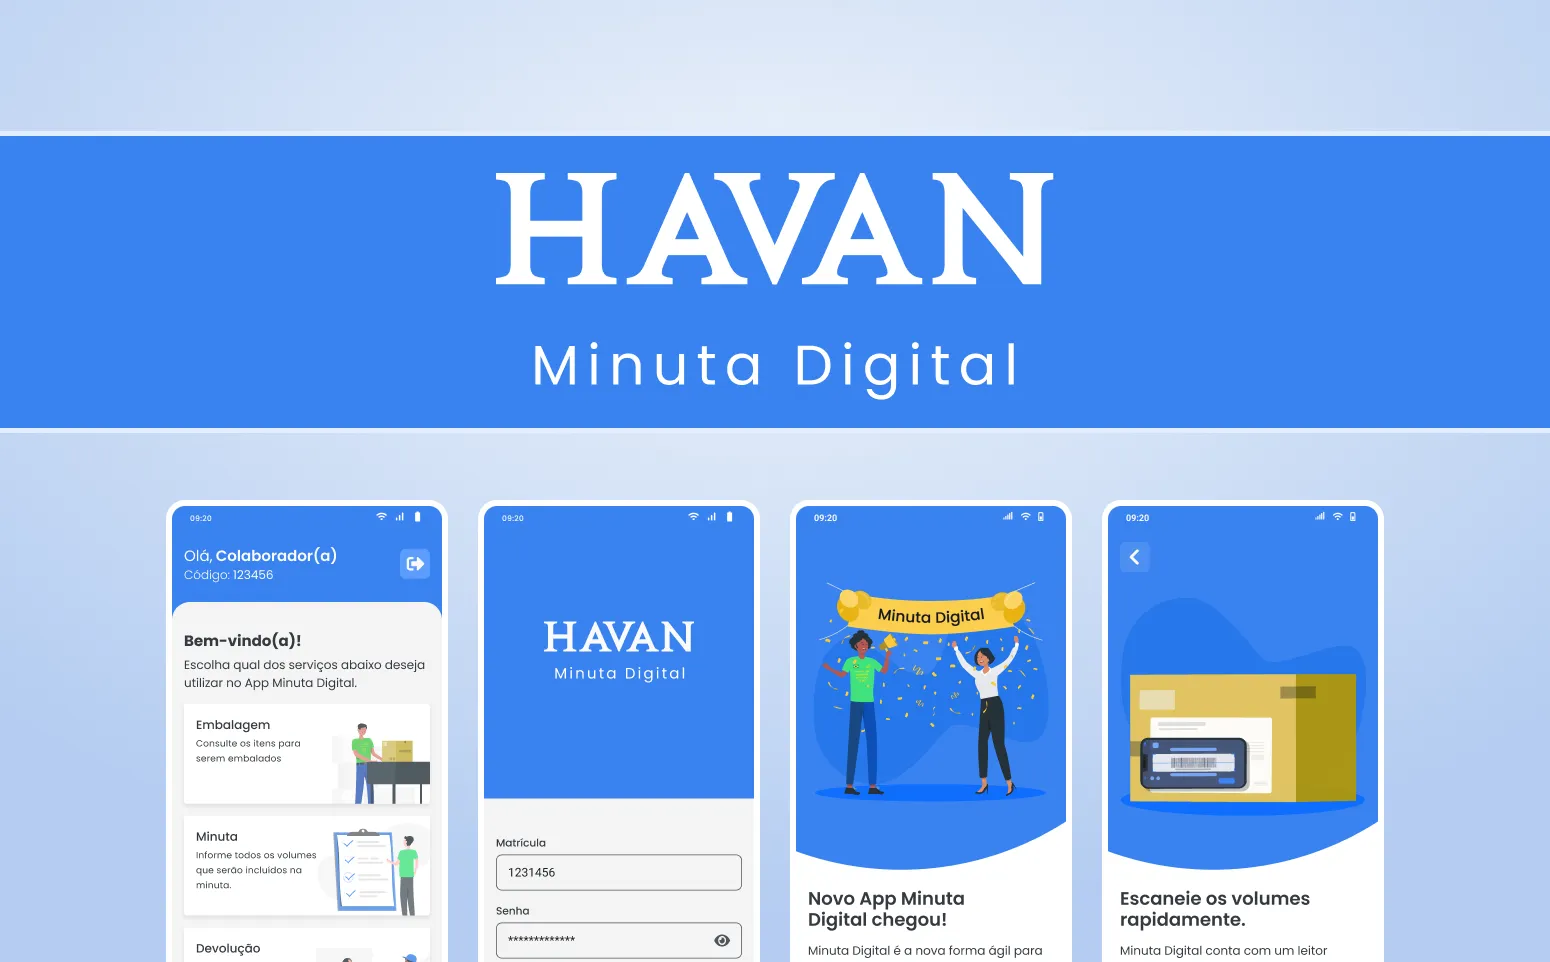 HAVAN
Minuta Digital
09:20
Olá, Colaborador(a)
Código: 123456
Bem-vindo(a)!
Escolha qual dos serviços abaixo deseja
utilizar no App Minuta Digital.
Embalagem
Consulte os itens para
serem embalados
Minuta
Informe todos os volumes
que serão incluídos na
minuta.
Devolução
09:20
HAVAN
Minuta Digital
Matrícula
1231456
Senha
*************
09:20
Minuta Digital
Novo App Minuta
Digital chegou!
Minuta Digital é a nova forma ágil para
09:20
Escaneie os volumes
rapidamente.
Minuta Digital conta com um leitor